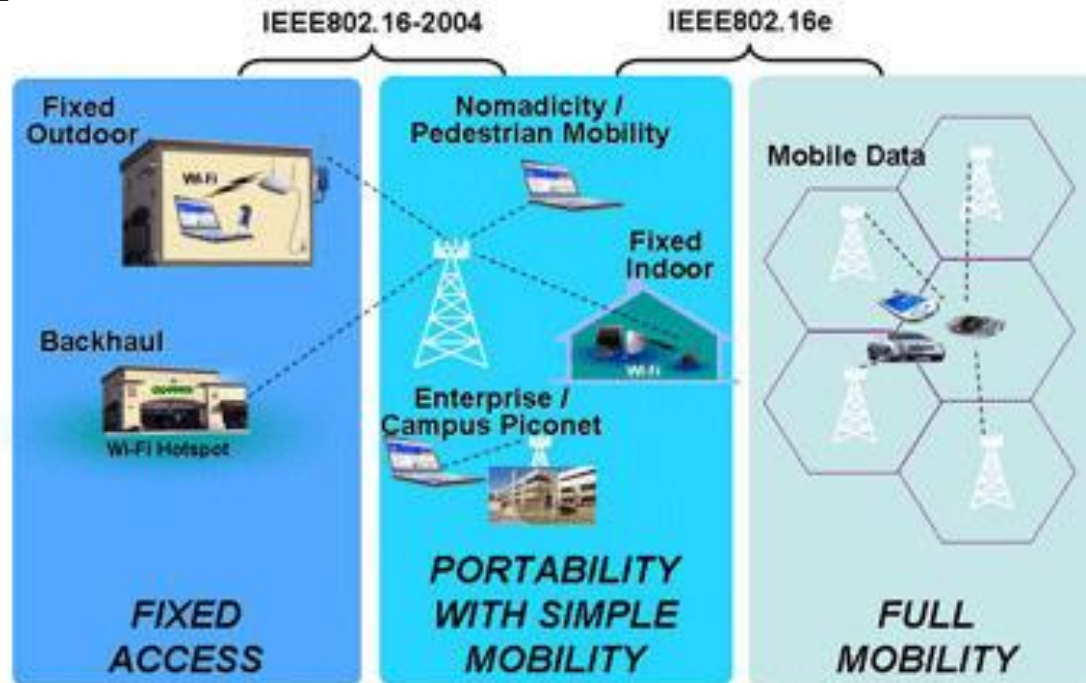 IEEE802.16-2004
IEEE802.16e
Fixed
Outdoor
Wi-Fi
Backhaul
Wi-Fi Hotspot
FIXED
ACCESS
Nomadicity /
Pedestrian Mobility
Fixed
Indoor
Wi-Fi
Enterprise /
Campus Piconet
PORTABILITY
WITH SIMPLE
MOBILITY
Mobile Data
FULL
MOBILITY